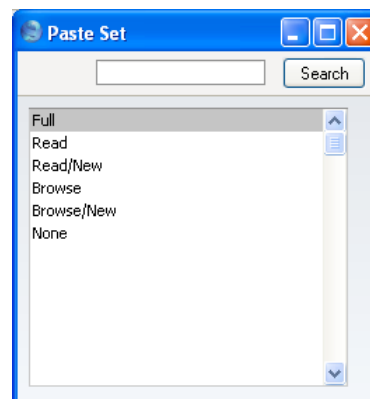 Paste Set
Search
Full
Read
Read/New
Browse
Browse/New
None